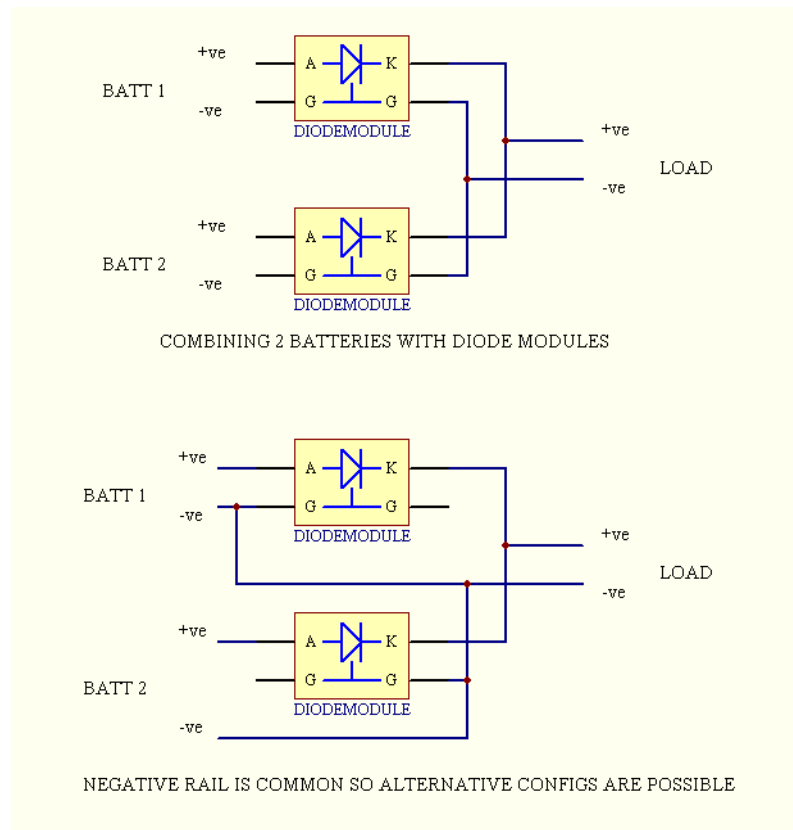 +ve
BATT 1
-ve
A K
G G
DIODEMODULE
+ve
LOAD
-ve
+ve
BATT 2
-ve
A K
G G
DIODEMODULE
COMBINING 2 BATTERIES WITH DIODE MODULES
+ve
BATT 1
-ve
A K
G G
DIODEMODULE
+ve
LOAD
-ve
+ve
BATT 2
-ve
A K
G G
DIODEMODULE
NEGATIVE RAIL IS COMMON SO ALTERNATIVE CONFIGS ARE POSSIBLE